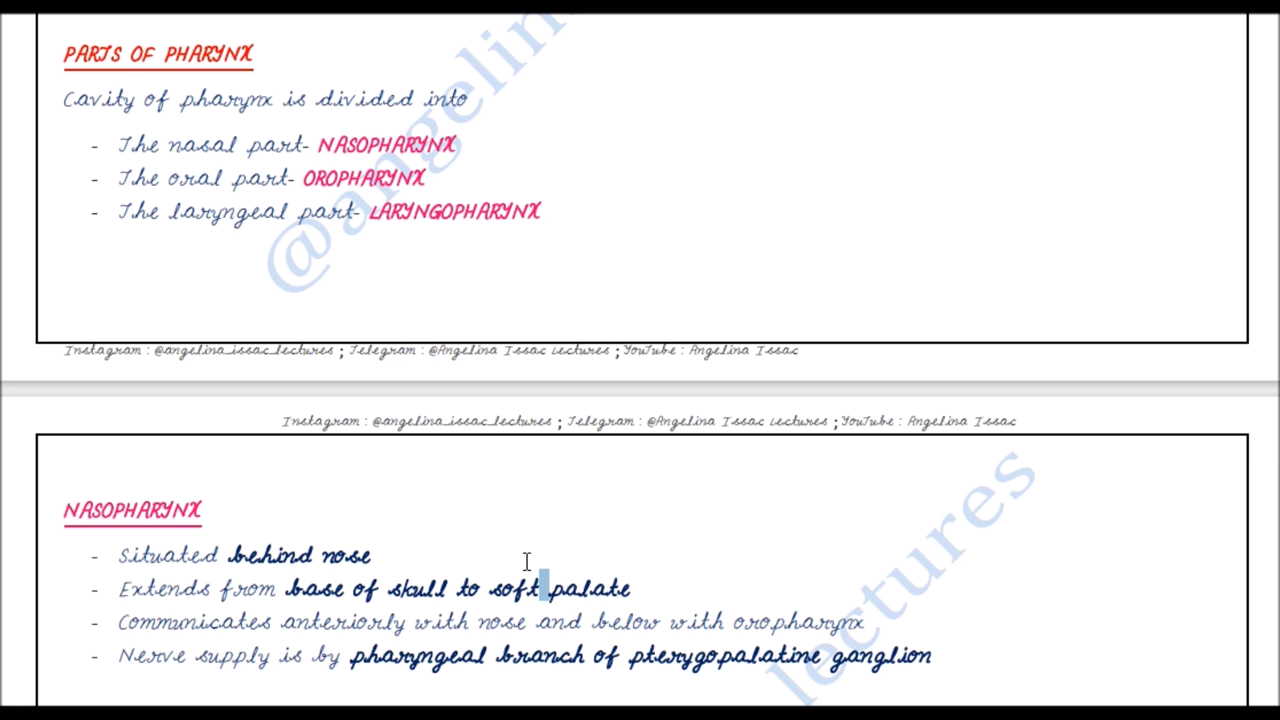 PARTS OF PHARYNX
Cavity of pharynx is divided into
- The nasal part- NASOPHARYNX
- The oral part- OROPHARYNX
- The laryngeal part- LARYNGOPHARYNX
@angelin
Instagram : @angelina_issac_lectures ; Telegram : @Angelina Issac Lectures ; YouTube : Angelina Issac
Instagram : @angelina_issac_lectures ; Telegram : @Angelina Issac Lectures ; YouTube : Angelina Issac
NASOPHARYNX
- Situated behind nose
- Extends from base of skull to soft palate
- Communicates anteriorly with nose and below with oropharynx
- Nerve supply is by pharyngeal branch of pterygopalatine ganglion
lectures